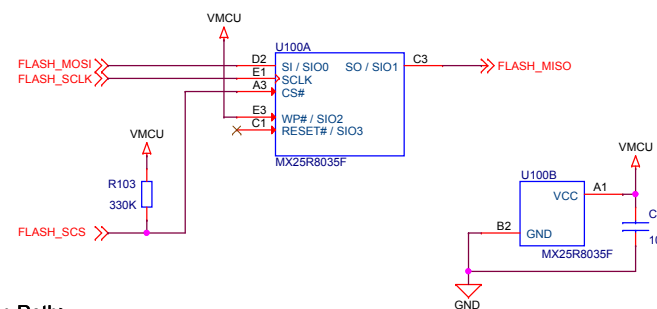 VMCU
U100A
FLASH_MOSI D2 SI / SIO0 SO / SIO1 C3 FLASH_MISO
FLASH_SCLK E1 SCLK
A3 CS#
E3 WP# / SIO2
C1 RESET# / SIO3
MX25R8035F
VMCU
R103
330K
FLASH_SCS
VMCU
U100B
VCC A1
B2 GND
MX25R8035F
GND